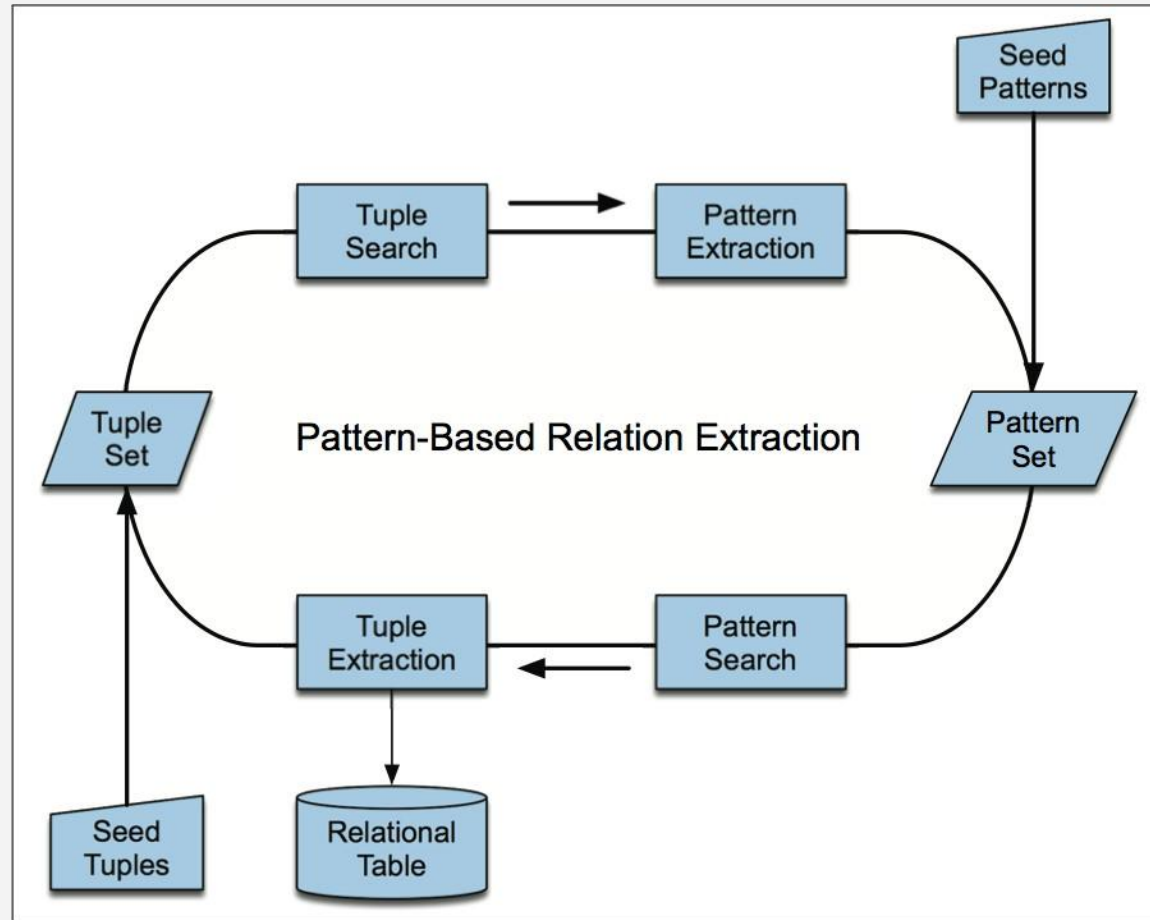 Seed
Patterns
Tuple
Search
Pattern
Extraction
Tuple
Set
Pattern-Based Relation Extraction
Pattern
Set
Tuple
Extraction
Pattern
Search
Seed
Tuples
Relational
Table